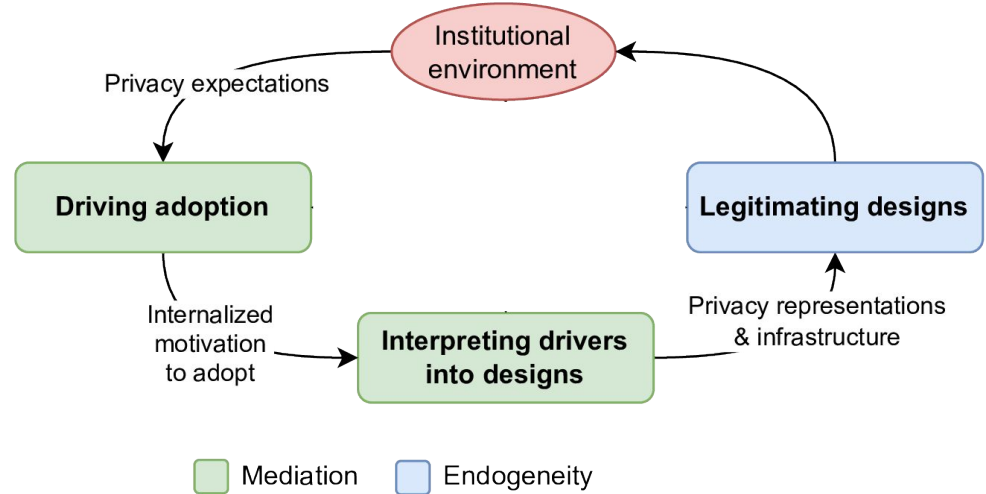 Institutional
environment
Privacy expectations
Driving adoption
Legitimating designs
Internalized
motivation
to adopt
Interpreting drivers
into designs
Privacy representations
& infrastructure
Mediation
Endogeneity